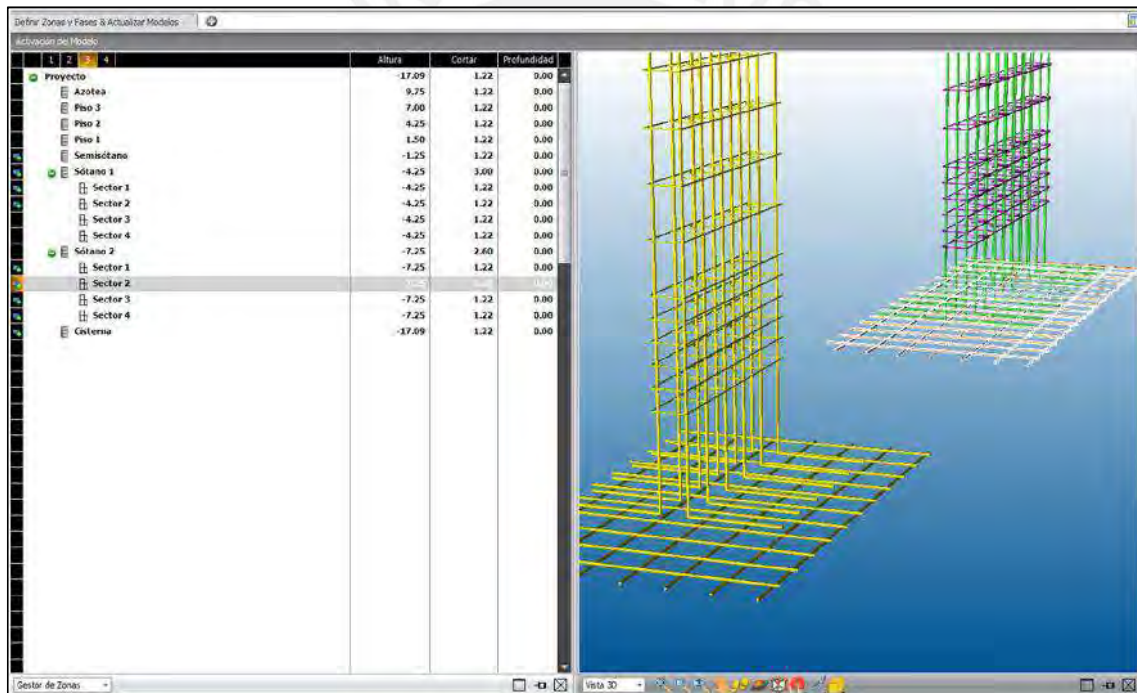 Definir Zonas y Fases & Actualizar Modelos
Activación del Modelo
1 2 3 4 Altura Cortar Profundidad
Proyecto -17.09 1.22 0.00
Azotea 9.75 1.22 0.00
Piso 3 7.00 1.22 0.00
Piso 2 4.25 1.22 0.00
Piso 1 1.50 1.22 0.00
Semisótano -1.25 1.22 0.00
Sótano 1 -4.25 3.00 0.00
Sector 1 -4.25 1.22 0.00
Sector 2 -4.25 1.22 0.00
Sector 3 -4.25 1.22 0.00
Sector 4 -4.25 1.22 0.00
Sótano 2 -7.25 2.60 0.00
Sector 1 -7.25 1.22 0.00
Sector 2
Sector 3 -7.25 1.22 0.00
Sector 4 -7.25 1.22 0.00
Cisterna -17.09 1.22 0.00
Gestor de Zonas Vista 3D